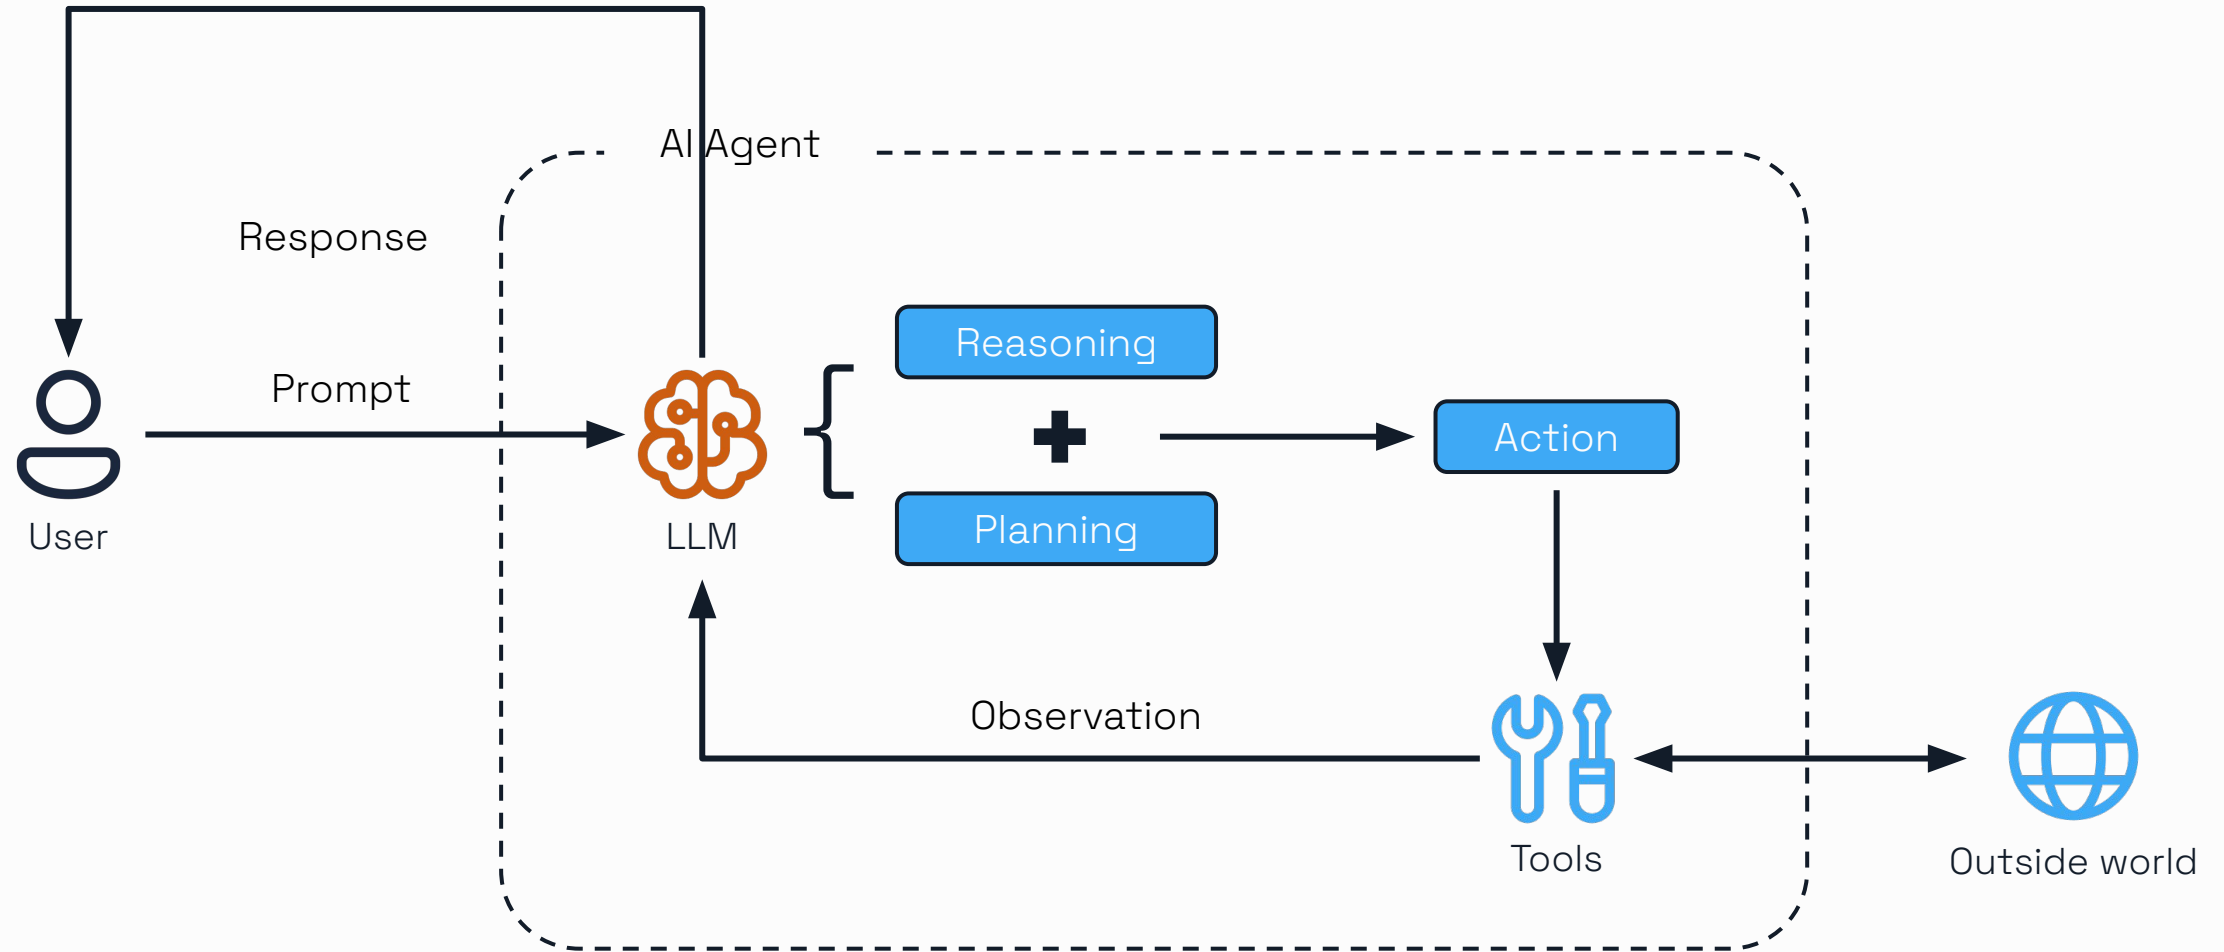 AI Agent
Response
Reasoning
Prompt
Action
Planning
User
LLM
Observation
Tools
Outside world